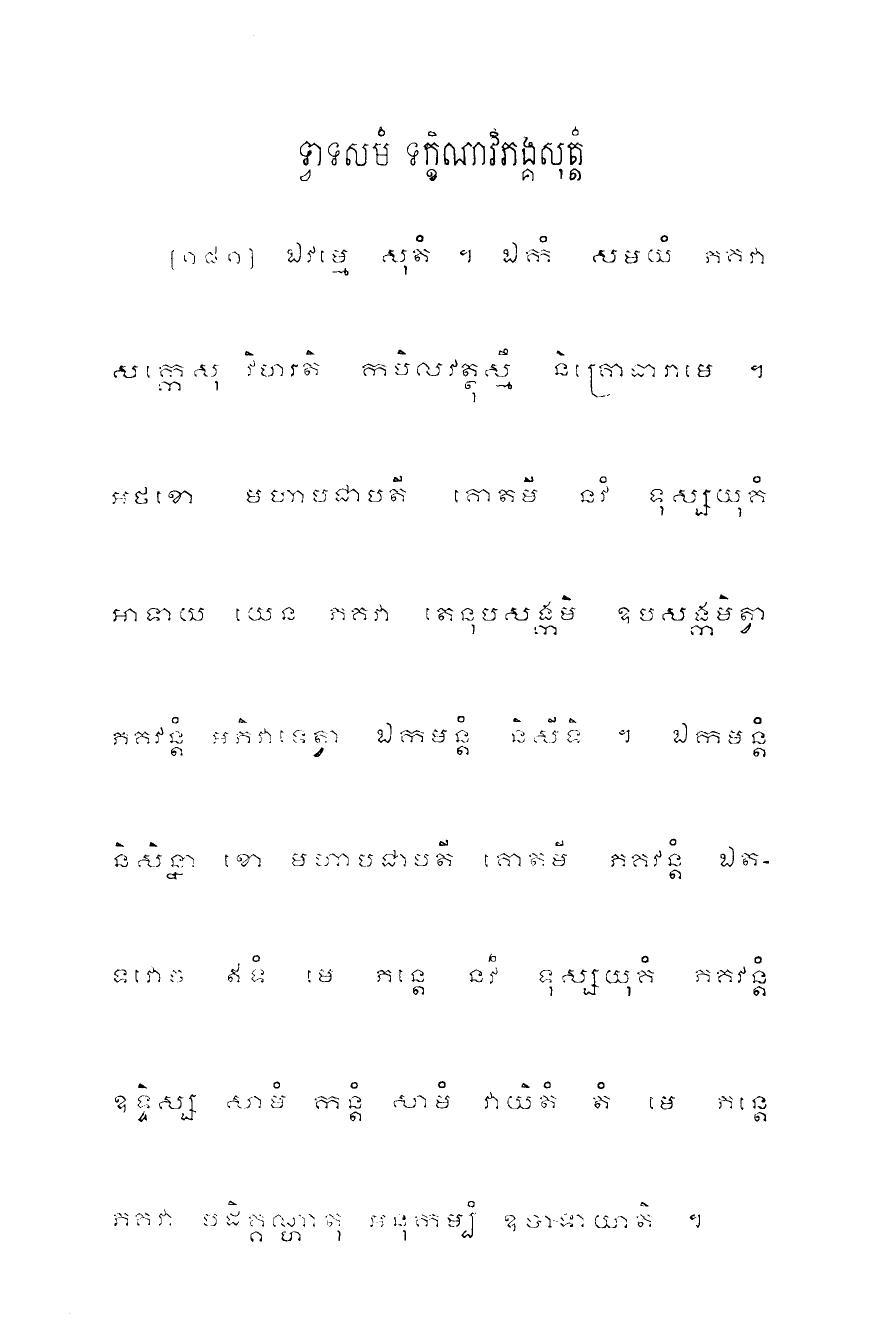 ទ្វាទសមំ ទក្ខិណាវិភង្គសុត្តំ
[១៤១] ឯវម្មេ សុតំ ។ ឯកំ សមយំ ភគវា
សក្កេសុ វិហរតិ កាបិលវត្ថុស្មឹ និគ្រោធារាមេ ។
អថខោ មហាបជាបតី គោតមី នវំ ទុស្សយុគំ
អាទាយ យេន ភគវា តេនុបសង្កមិ ឧបសង្កមិត្វា
ភគវន្តំ អភិវាទេត្វា ឯកមន្តំ និសីទិ ។ ឯកមន្តំ
និសិន្នា ខោ មហាបជាបតី គោតមី ភគវន្តំ ឯត-
ទវោច ឥទំ មេ ភន្តេ នវំ ទុស្សយុគំ ភគវន្តំ
ឧទ្ទិស្ស សាមំ កន្តំ សាមំ វាយិតំ តំ មេ ភន្តេ
ភគវា បដិគ្គណ្ហាតុ អនុកម្បំ ឧបាទាយាតិ ។